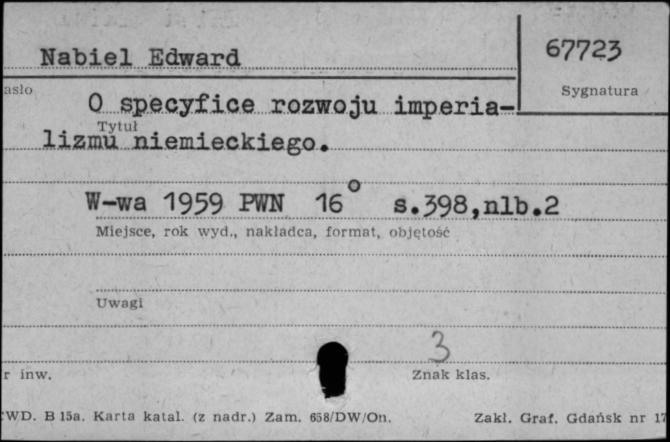 Nabiel Edward
67723
asło
Sygnatura
O specyfice rozwoju imperia-
Tytuł
lizmu niemieckiego.
W-wa 1959 PWN 16° s.398,nlb.2
Miejsce, rok wyd., nakładca, format, objętość
Uwagi
3
r inw.
Znak klas.
WD. B 15a. Karta katal. (z nadr.) Zam. 658/DW/On. Zakł. Graf. Gdańsk nr 17